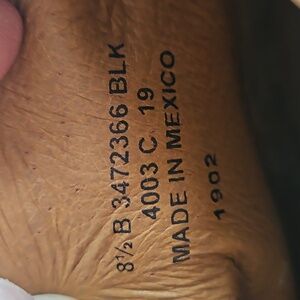 8½ B 3472366 BLK
4003 C 19
MADE IN MEXICO
1902